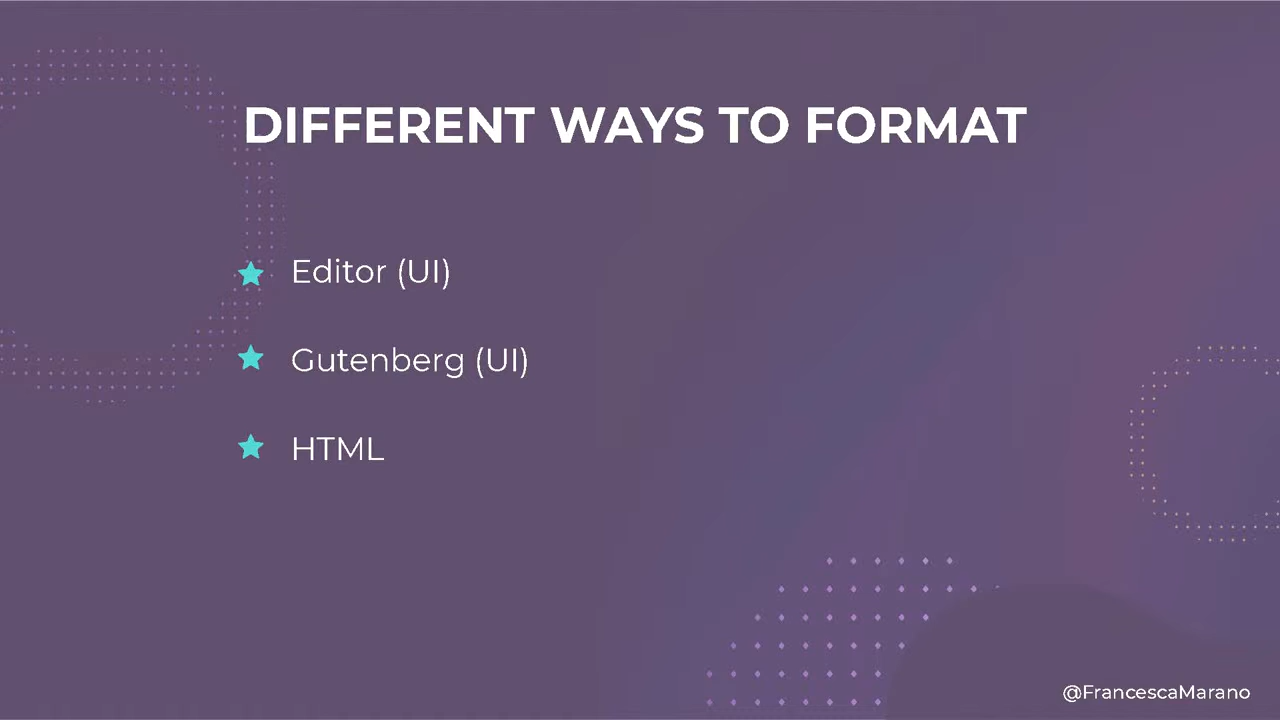 DIFFERENT WAYS TO FORMAT
Editor (UI)
Gutenberg (UI)
HTML
@FrancescaMarano